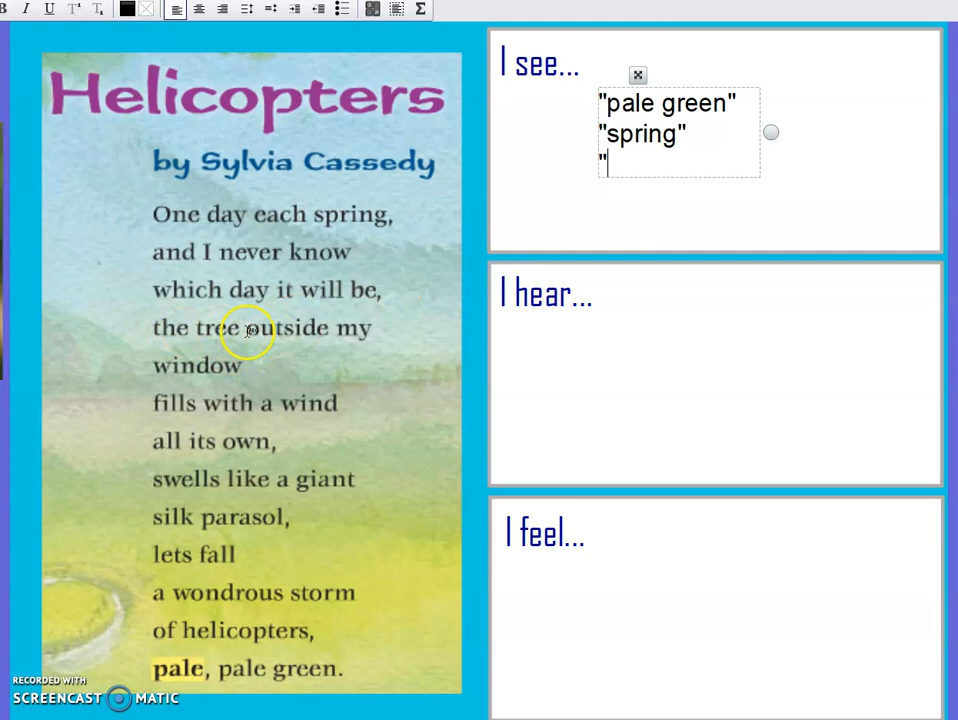 B I U T T Σ
Helicopters
by Sylvia Cassedy
One day each spring,
and I never know
which day it will be,
the tree outside my
window
fills with a wind
all its own,
swells like a giant
silk parasol,
lets fall
a wondrous storm
of helicopters,
pale, pale green.
I see...
"pale green"
"spring"
"
I hear...
I feel...
RECORDED WITH
SCREENCAST MATIC